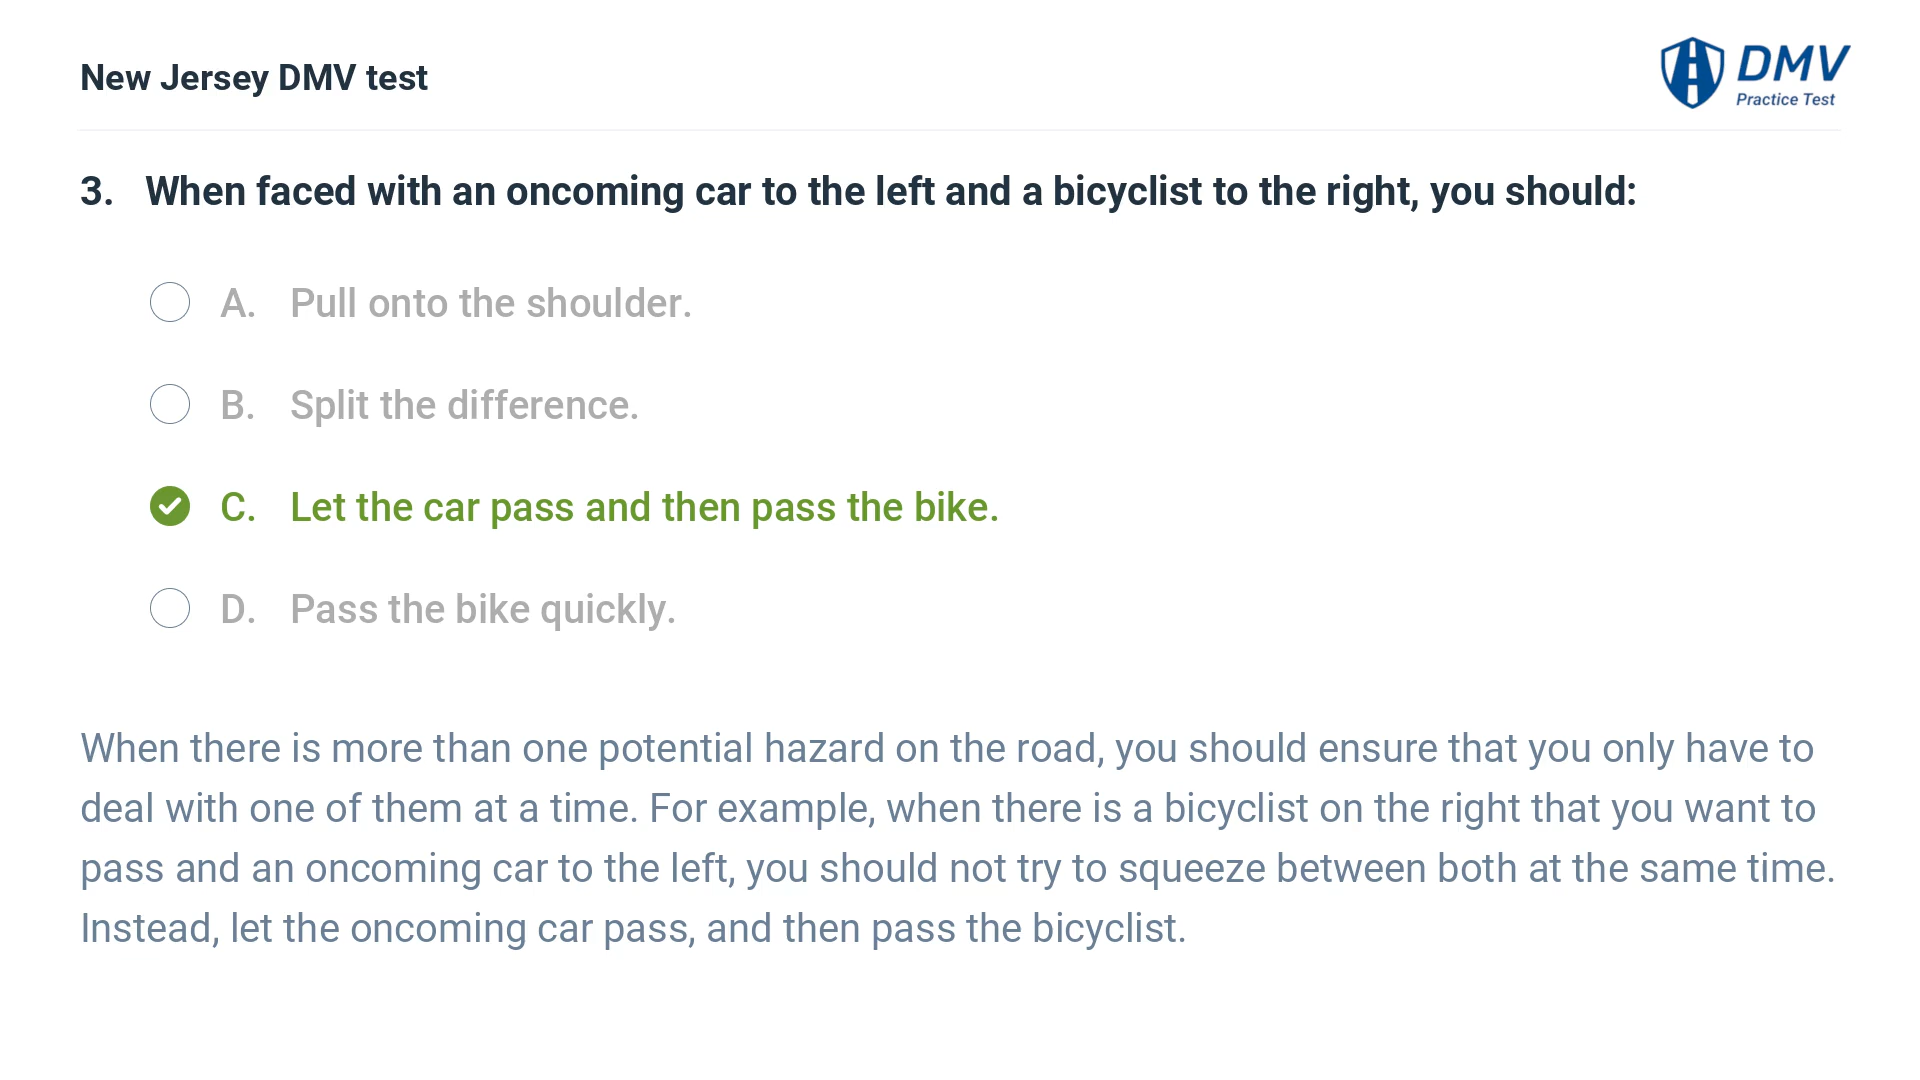 New Jersey DMV test
DMV
Practice Test
3. When faced with an oncoming car to the left and a bicyclist to the right, you should:
A. Pull onto the shoulder.
B. Split the difference.
C. Let the car pass and then pass the bike.
D. Pass the bike quickly.
When there is more than one potential hazard on the road, you should ensure that you only have to
deal with one of them at a time. For example, when there is a bicyclist on the right that you want to
pass and an oncoming car to the left, you should not try to squeeze between both at the same time.
Instead, let the oncoming car pass, and then pass the bicyclist.